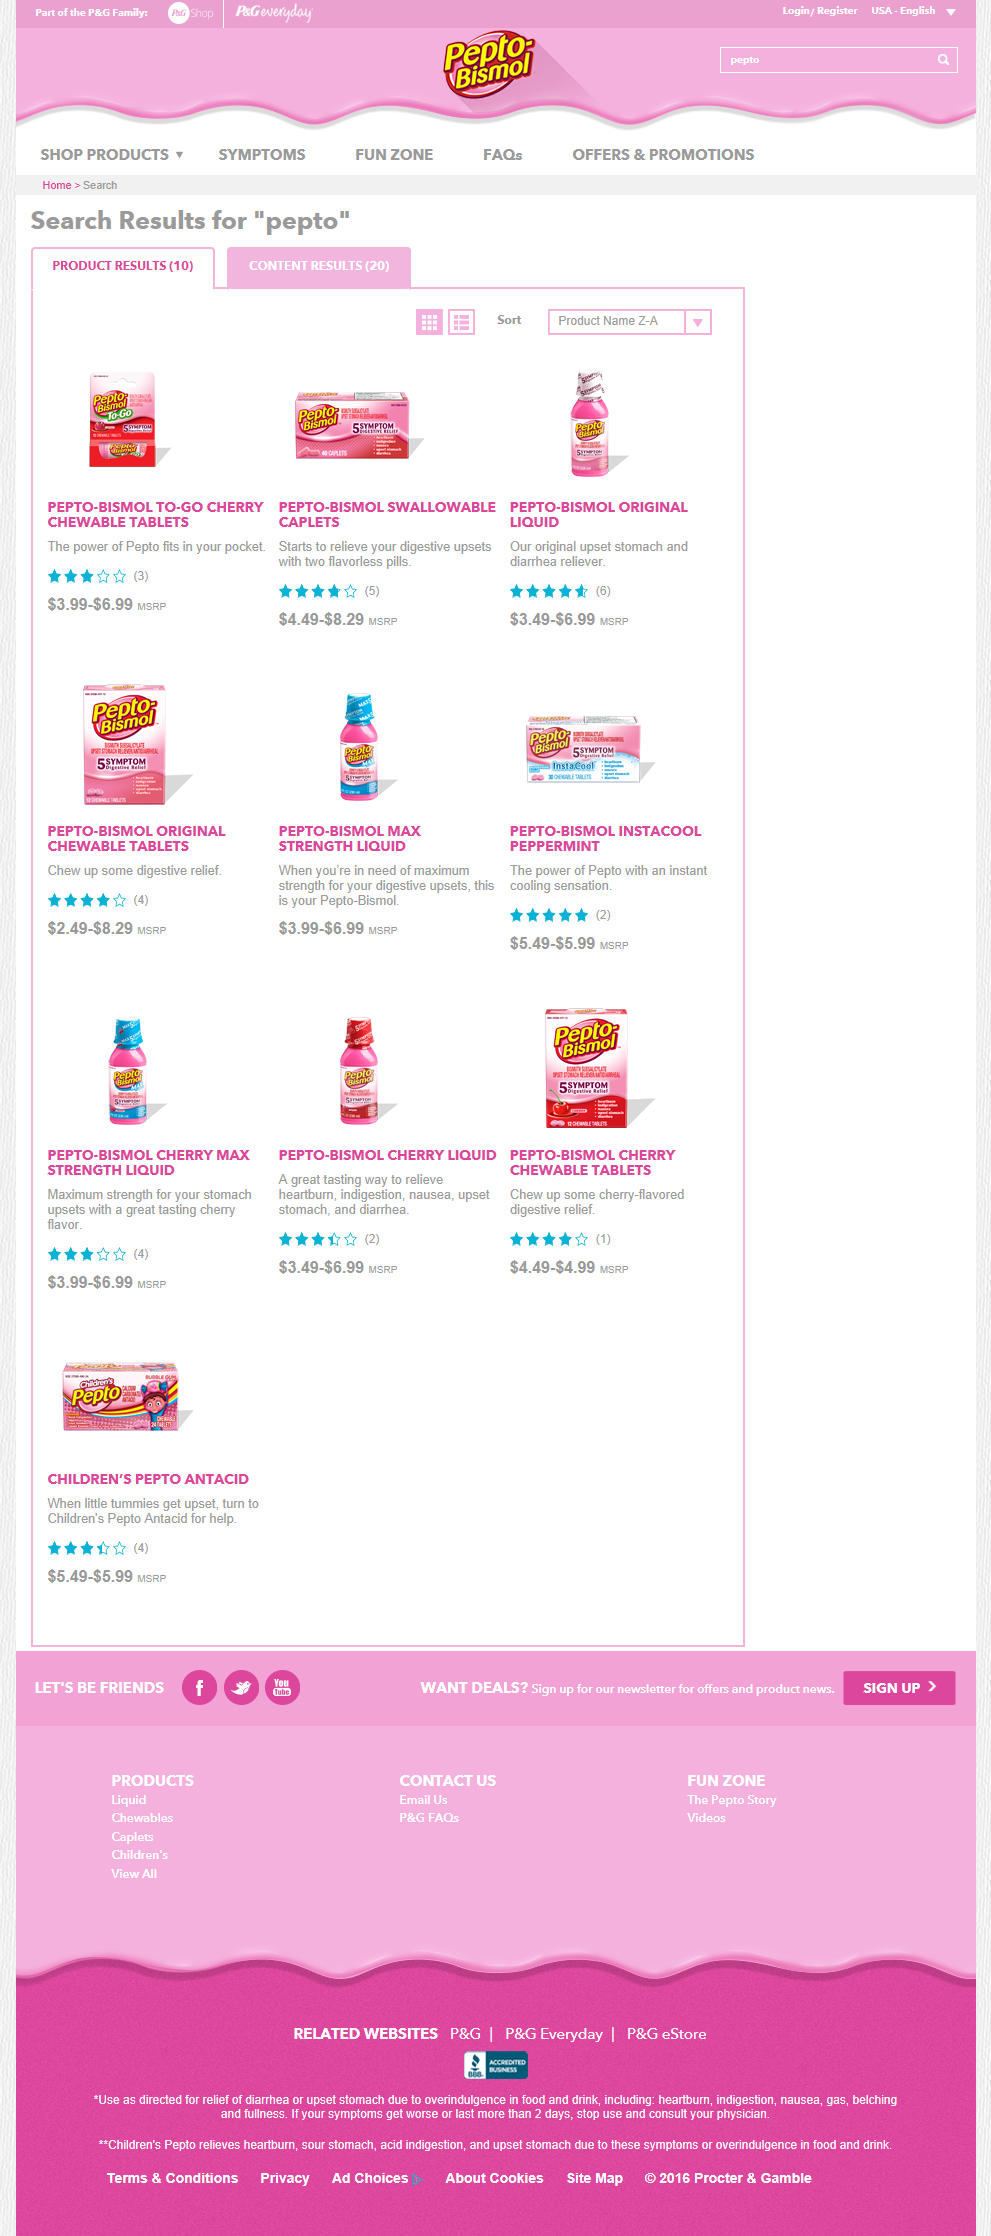 Part of the P&G Family:
P&G Shop
P&G everyday
Login/ Register
USA - English
Pepto-
Bismol
pepto
SHOP PRODUCTS
SYMPTOMS
FUN ZONE
FAQs
OFFERS & PROMOTIONS
Home > Search
Search Results for "pepto"
PRODUCT RESULTS (10)
CONTENT RESULTS (20)
Sort
Product Name Z-A
PEPTO-BISMOL TO-GO CHERRY
CHEWABLE TABLETS
The power of Pepto fits in your pocket.
(3)
$3.99-$6.99 MSRP
PEPTO-BISMOL SWALLOWABLE
CAPLETS
Starts to relieve your digestive upsets
with two flavorless pills.
(5)
$4.49-$8.29 MSRP
PEPTO-BISMOL ORIGINAL
LIQUID
Our original upset stomach and
diarrhea reliever.
(6)
$3.49-$6.99 MSRP
PEPTO-BISMOL ORIGINAL
CHEWABLE TABLETS
Chew up some digestive relief.
(4)
$2.49-$8.29 MSRP
PEPTO-BISMOL MAX
STRENGTH LIQUID
When you're in need of maximum
strength for your digestive upsets, this
is your Pepto-Bismol.
$3.99-$6.99 MSRP
PEPTO-BISMOL INSTACOOL
PEPPERMINT
The power of Pepto with an instant
cooling sensation.
(2)
$5.49-$5.99 MSRP
PEPTO-BISMOL CHERRY MAX
STRENGTH LIQUID
Maximum strength for your stomach
upsets with a great tasting cherry
flavor.
(4)
$3.99-$6.99 MSRP
PEPTO-BISMOL CHERRY LIQUID
A great tasting way to relieve
heartburn, indigestion, nausea, upset
stomach, and diarrhea.
(2)
$3.49-$6.99 MSRP
PEPTO-BISMOL CHERRY
CHEWABLE TABLETS
Chew up some cherry-flavored
digestive relief.
(1)
$4.49-$4.99 MSRP
CHILDREN'S PEPTO ANTACID
When little tummies get upset, turn to
Children's Pepto Antacid for help.
(4)
$5.49-$5.99 MSRP
LET'S BE FRIENDS
You
Tube
WANT DEALS? Sign up for our newsletter for offers and product news.
SIGN UP
PRODUCTS
Liquid
Chewables
Caplets
Children's
View All
CONTACT US
Email Us
P&G FAQs
FUN ZONE
The Pepto Story
Videos
RELATED WEBSITES P&G | P&G Everyday | P&G eStore
BBB.
ACCREDITED
BUSINESS
*Use as directed for relief of diarrhea or upset stomach due to overindulgence in food and drink, including: heartburn, indigestion, nausea, gas, belching
and fullness. If your symptoms get worse or last more than 2 days, stop use and consult your physician.
**Children's Pepto relieves heartburn, sour stomach, acid indigestion, and upset stomach due to these symptoms or overindulgence in food and drink.
Terms & Conditions
Privacy
Ad Choices
About Cookies
Site Map
© 2016 Procter & Gamble